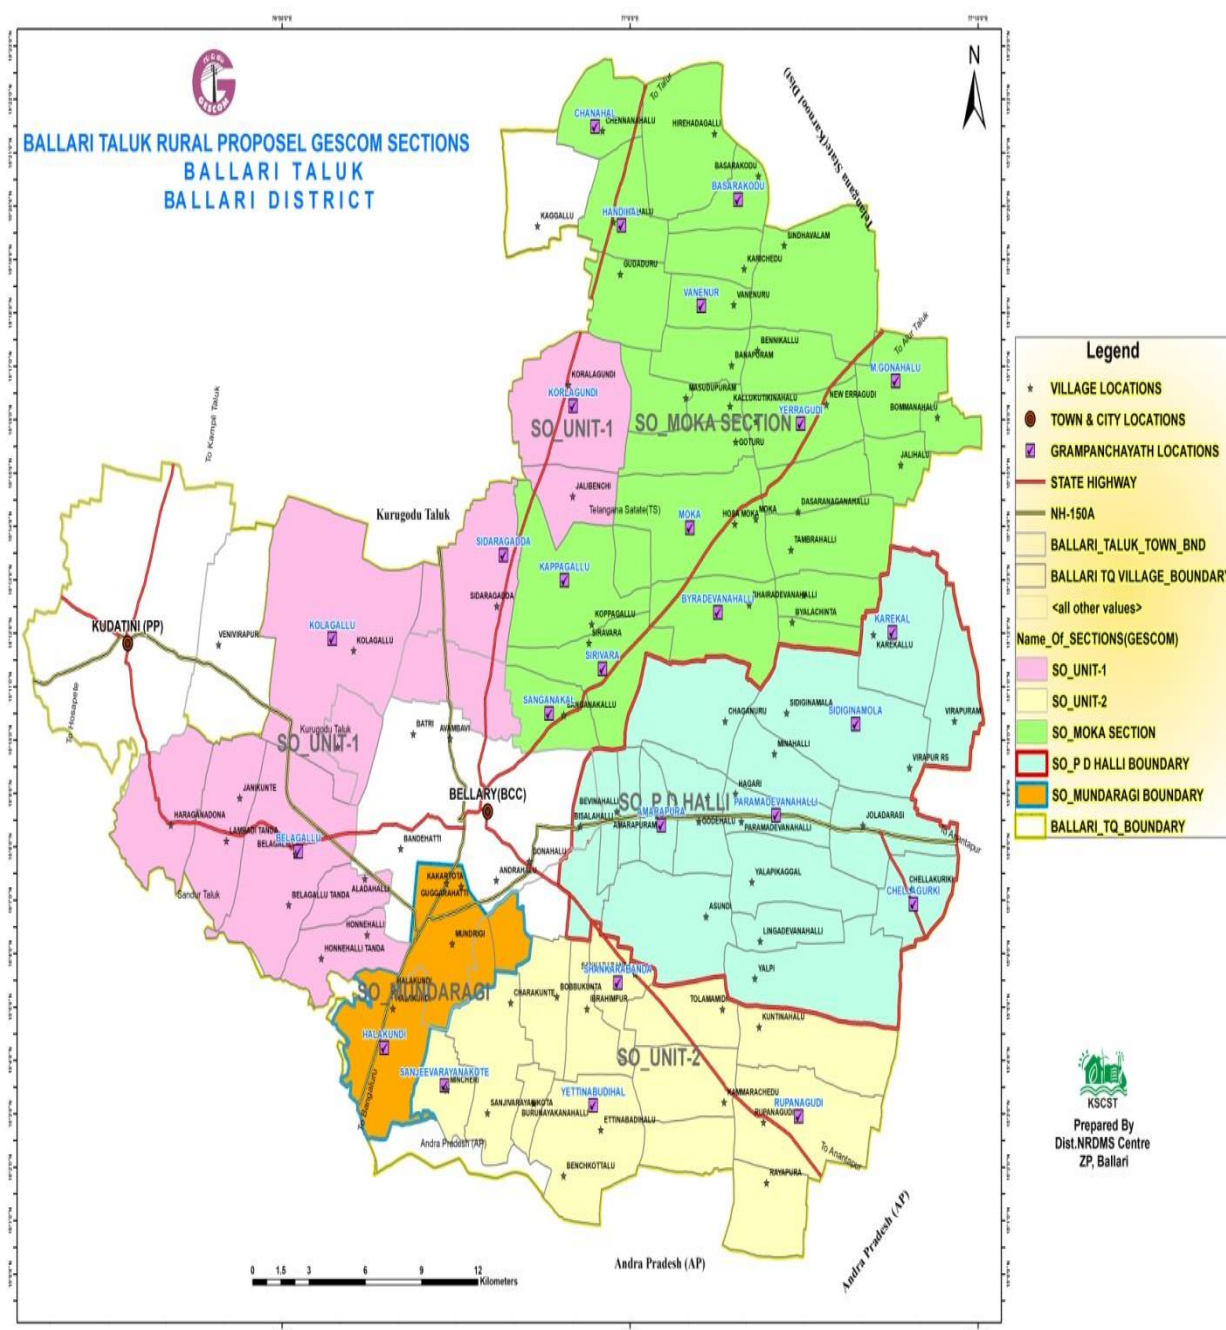 GESCOM
BALLARI TALUK RURAL PROPOSEL GESCOM SECTIONS
BALLARI TALUK
BALLARI DISTRICT
N
To Talur
Telangana State(Karnool Dist)
CHANAHAL
CHENNANAHALU
HIREHADAGALLI
BASARAKODU
BASARAKODU
KAGGALLU
HANDIHAL
SINDHAVALAM
GUDADURU
KARICHEDU
VANENUR
VANENURU
To Alur Taluk
BENNIKALLU
BANAPURAM
KORALAGUNDI
KORLAGUNDI
M.GONAHALU
MASUDUPURAM
KALLUKUTIKINAHALU
NEW ERRAGUDI
BOMMANAHALU
YERRAGUDI
SO_UNIT-1
SO_MOKA SECTION
GOTURU
JALIHALU
To Kampli Taluk
JALIBENCHI
Telangana Satate(TS)
Kurugodu Taluk
MOKA
HOSA MOKA
MOKA
DASARANAGANAHALLI
TAMBRAHALLI
SIDARAGADDA
KAPPAGALLU
SIDARAGADDA
BYRADEVANAHALLI
BYALACHINTA
KOPPAGALLU
SIRAVARA
SIRIVARA
KAREKAL
KAREKALLU
KUDATINI (PP)
VENIVIRAPUR
KOLAGALLU
KOLAGALLU
To Hosapete
SANGANAKAL
CHAGANURU
SIDIGINAMALA
SIDIGINAMOLA
VIRAPURAM
Kurugodu Taluk
SO_UNIT-1
BATRI
AVAMBAVI
MINAHALLI
VIRAPUR RS
JANIKUNTE
BELLARY(BCC)
HAGARI
SO_P D HALLI
BEVINAHALLI
AMARAPURA
PARAMADEVANAHALLI
HARAGANADONA
BISALAHALLI
AMARAPURAM
GODEHALU
PARAMADEVANAHALLI
JOLADARASI
To Anantapur
LAMBADI TANDA
BELAGALLU
BANDEHATTI
GONAHALU
ANDRAHALU
ALADAHALLI
KAKARTOTA
GUGGARAHATTI
YALAPIKAGGAL
CHELLAKURIKI
CHELLAGURKI
Sandur Taluk
BELAGALLU TANDA
ASUNDI
HONNEHALLI
MUNDRIGI
LINGADEVANAHALLI
HONNEHALLI TANDA
SHANKARABANDA
YALPI
SO_MUNDARAGI
CHARAKUNTE
BOBBUKUNTA
IBRAHIMPUR
TOLAMAMIDI
KUNTINAHALU
HALAKUNDI
SO_UNIT-2
SANJEEVARAYANAKOTE
MINCHERI
YETTINABUDIHAL
KAMMARACHEDU
RUPANAGUDI
RUPANAGUDI
SANJIVARAYANAKOTA
BURUNAYAKANAHALLI
ETTINABADIHALU
To Bangaluru
Andra Pradesh (AP)
To Anantapur
BENCHKOTTALU
RAYAPURA
Andra Pradesh (AP)
Andra Pradesh (AP)
0 1.5 3 6 9 12
Kilometers
Legend
VILLAGE LOCATIONS
TOWN & CITY LOCATIONS
GRAMPANCHAYATH LOCATIONS
STATE HIGHWAY
NH-150A
BALLARI_TALUK_TOWN_BND
BALLARI TQ VILLAGE_BOUNDARY
<all other values>
Name_Of_SECTIONS(GESCOM)
SO_UNIT-1
SO_UNIT-2
SO_MOKA SECTION
SO_P D HALLI BOUNDARY
SO_MUNDARAGI BOUNDARY
BALLARI_TQ_BOUNDARY
KSCST
Prepared By
Dist.NRDMS Centre
ZP, Ballari